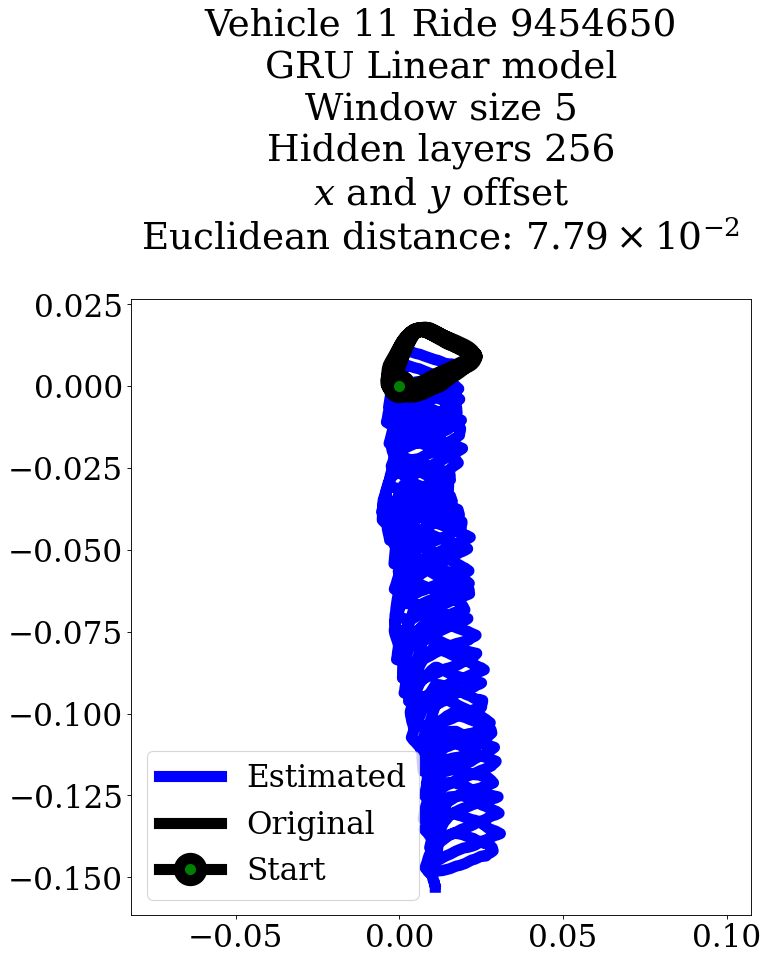 Vehicle 11 Ride 9454650
GRU Linear model
Window size 5
Hidden layers 256
x and y offset
Euclidean distance: 7.79 × 10⁻²
0.025
0.000
−0.025
−0.050
−0.075
−0.100
−0.125
−0.150
Estimated
Original
Start
−0.05
0.00
0.05
0.10